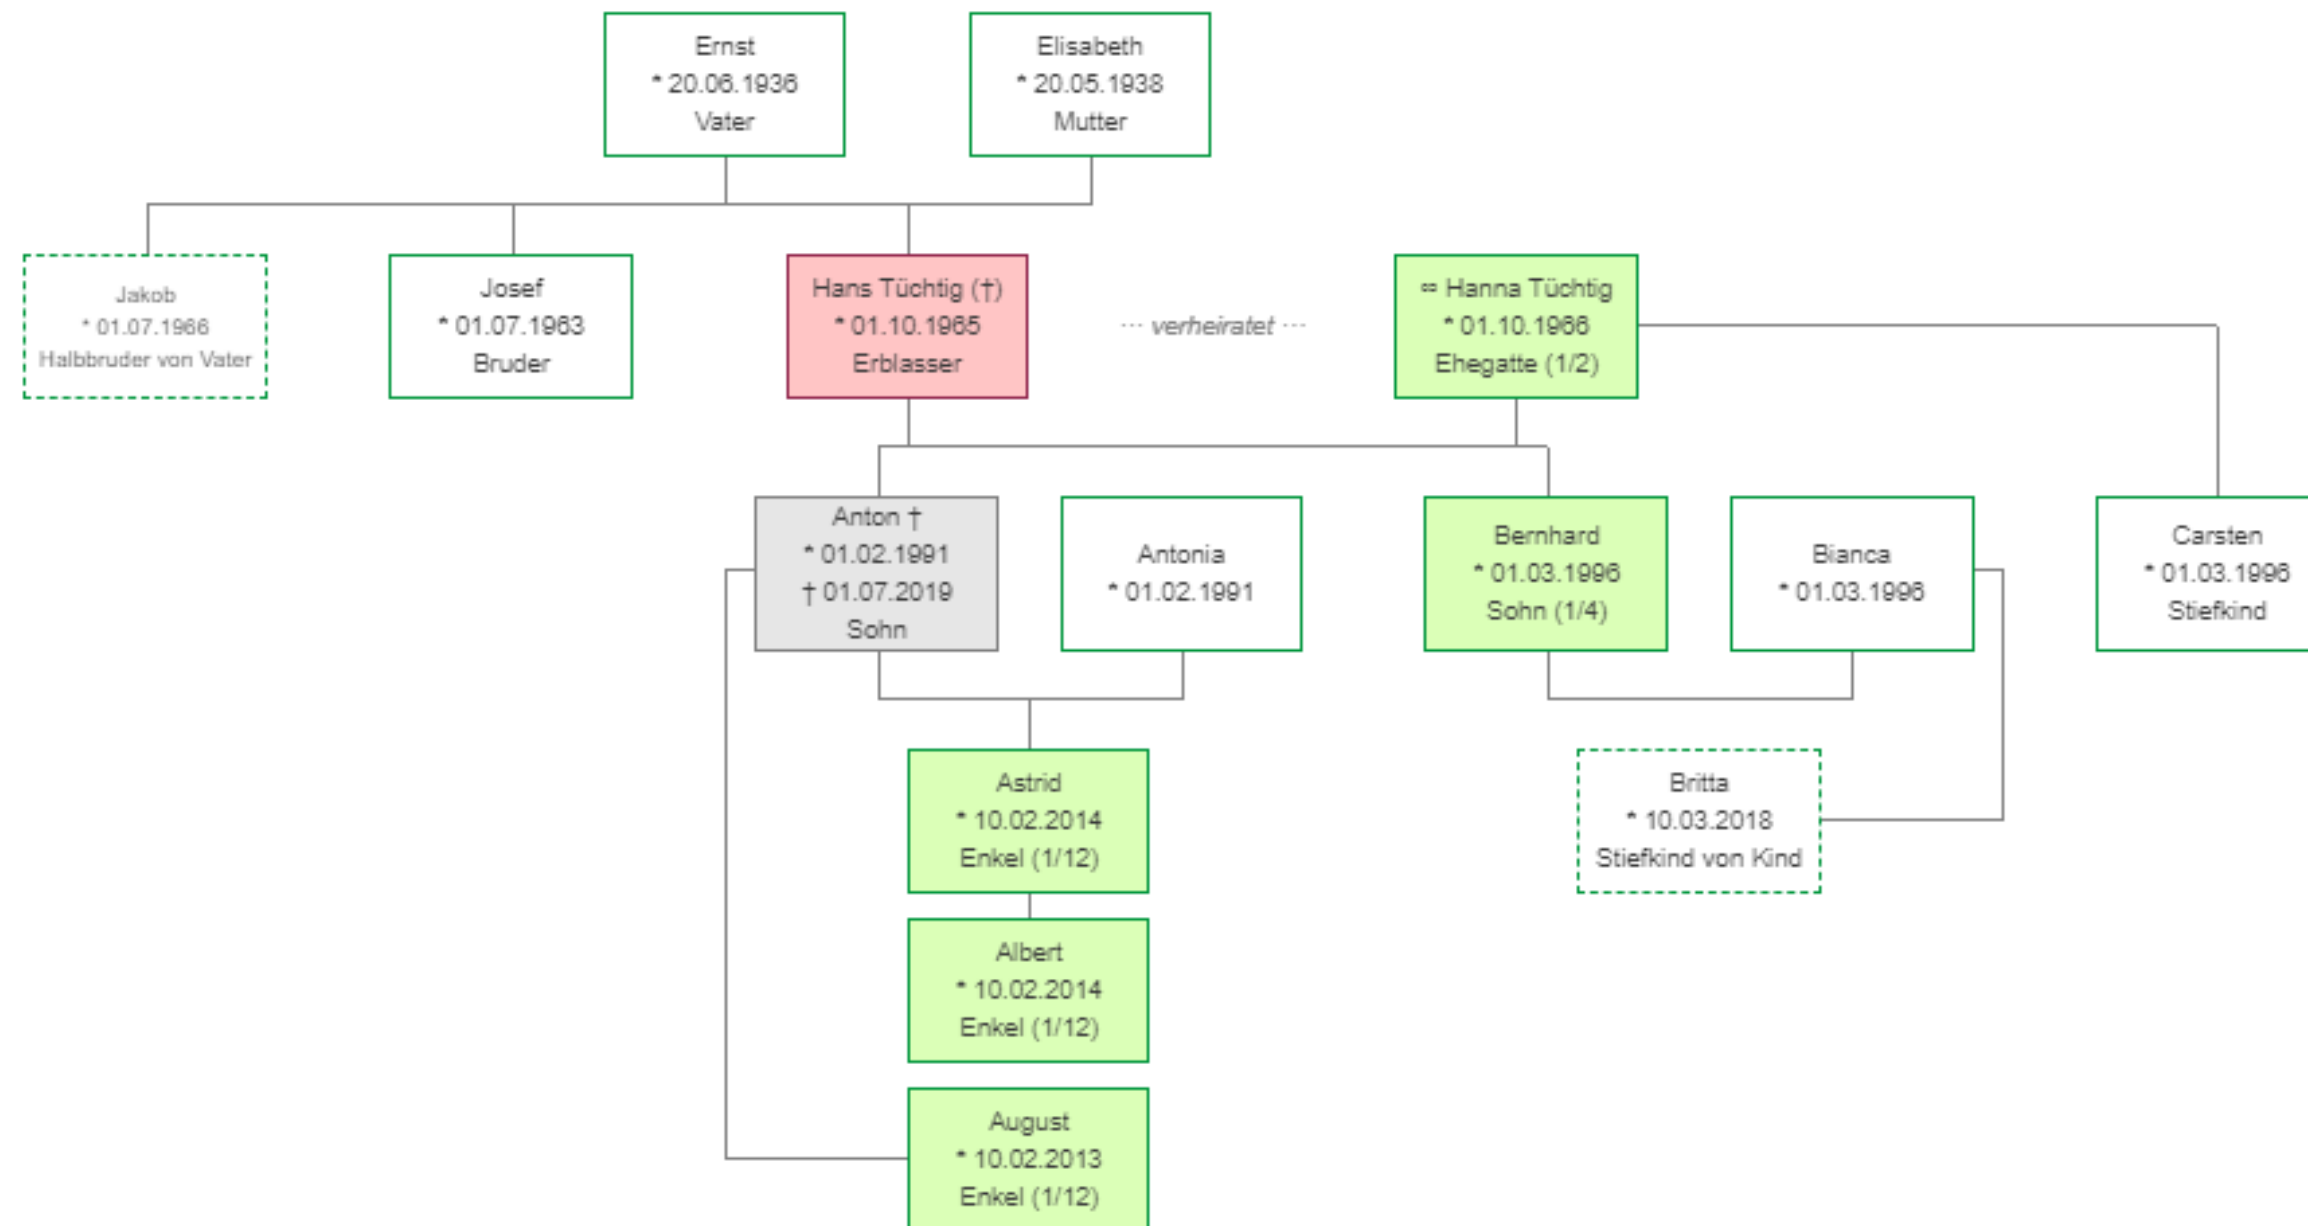 Ernst
* 20.06.1936
Vater
Elisabeth
* 20.05.1938
Mutter
Jakob
* 01.07.1966
Halbbruder von Vater
Josef
* 01.07.1963
Bruder
Hans Tüchtig (†)
* 01.10.1965
Erblasser
··· verheiratet ···
⚭ Hanna Tüchtig
* 01.10.1966
Ehegatte (1/2)
Anton †
* 01.02.1991
† 01.07.2019
Sohn
Antonia
* 01.02.1991
Bernhard
* 01.03.1996
Sohn (1/4)
Bianca
* 01.03.1996
Carsten
* 01.03.1996
Stiefkind
Astrid
* 10.02.2014
Enkel (1/12)
Britta
* 10.03.2018
Stiefkind von Kind
Albert
* 10.02.2014
Enkel (1/12)
August
* 10.02.2013
Enkel (1/12)